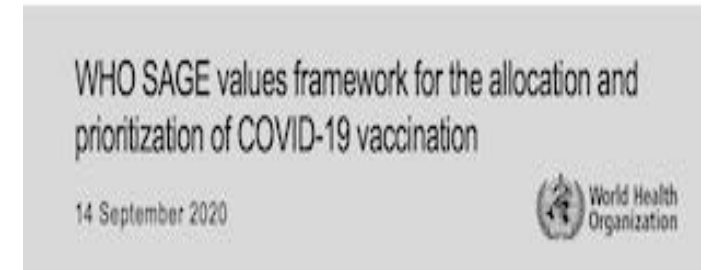 WHO SAGE values framework for the allocation and
prioritization of COVID-19 vaccination
14 September 2020
World Health
Organization